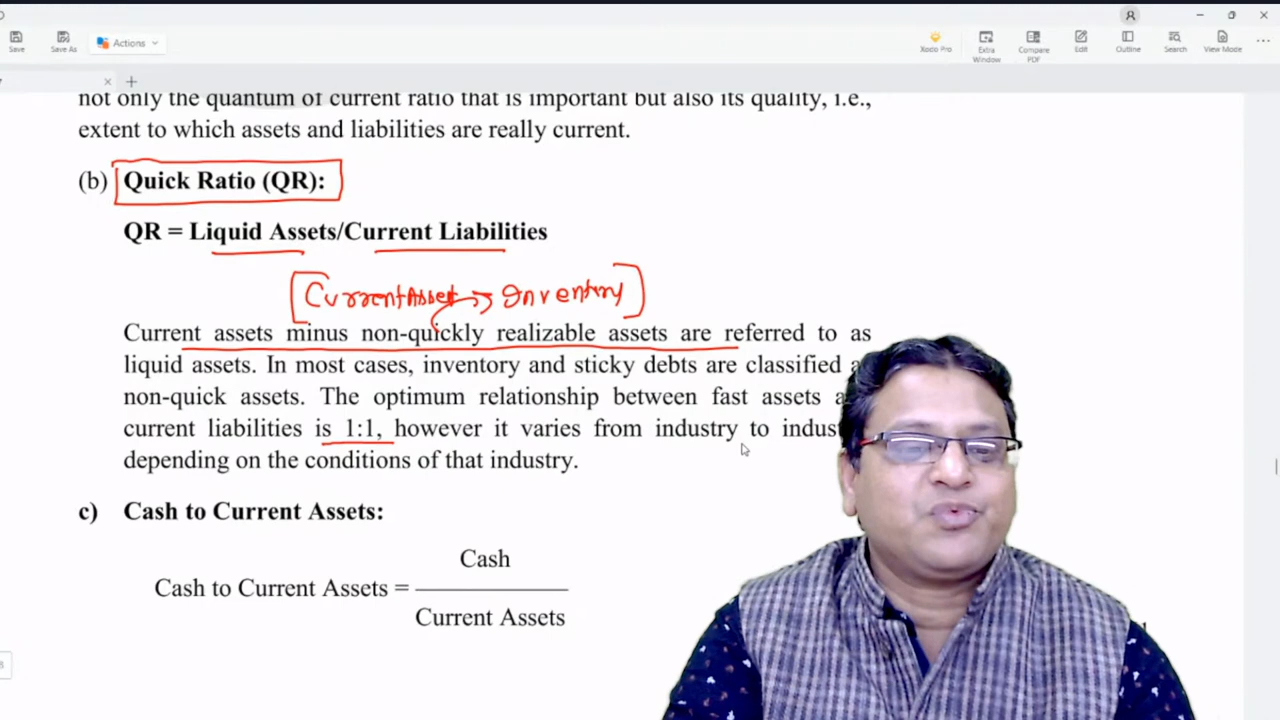 Save
Save As
Actions
Xodo Pro
Extra Window
Compare PDF
Edit
Outline
Search
View Mode
not only the quantum of current ratio that is important but also its quality, i.e.,
extent to which assets and liabilities are really current.
(b) Quick Ratio (QR):
QR = Liquid Assets/Current Liabilities
[Current Asset - Inventory]
Current assets minus non-quickly realizable assets are referred to as
liquid assets. In most cases, inventory and sticky debts are classified
non-quick assets. The optimum relationship between fast assets
current liabilities is 1:1, however it varies from industry to
depending on the conditions of that industry.
c) Cash to Current Assets:
Cash
Cash to Current Assets =
Current Assets